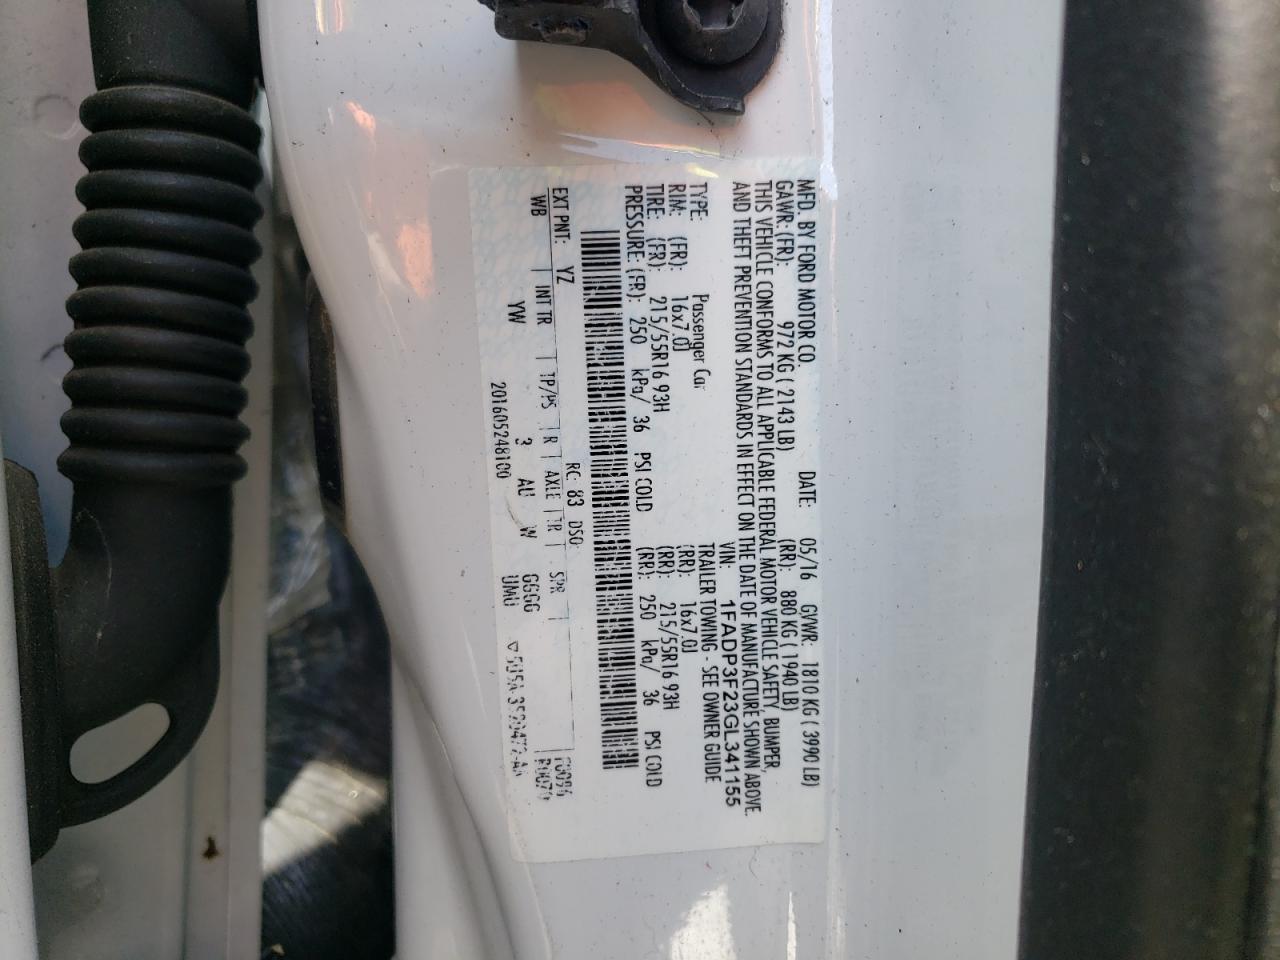 MFD. BY FORD MOTOR CO. DATE: 05/16 GVWR: 1810 KG ( 3990 LB)
GAWR: (FR): 972 KG ( 2143 LB) (RR): 880 KG ( 1940 LB)
THIS VEHICLE CONFORMS TO ALL APPLICABLE FEDERAL MOTOR VEHICLE SAFETY, BUMPER,
AND THEFT PREVENTION STANDARDS IN EFFECT ON THE DATE OF MANUFACTURE SHOWN ABOVE.
VIN: 1FADP3F23GL341155
TYPE: Passenger Car TRAILER TOWING - SEE OWNER GUIDE
RIM: (FR): 16x7.0J (RR): 16x7.0J
TIRE: (FR): 215/55R16 93H (RR): 215/55R16 93H
PRESSURE: (FR): 250 kPa/ 36 PSI COLD (RR): 250 kPa/ 36 PSI COLD
EXT PNT: YZ RC: 83 DSO:
WB INT TR TP/PS R AXLE TR SPR
YW 3 AU W GGGG
201605248100 UMU